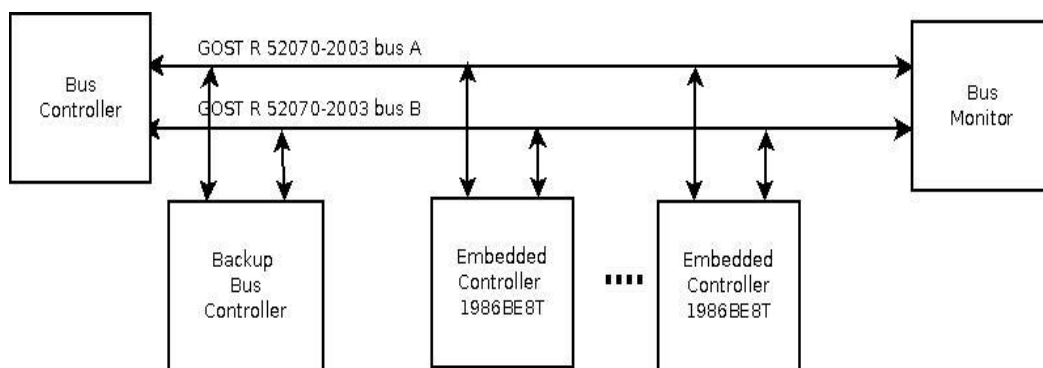 GOST R 52070-2003 bus A
Bus
Controller
GOST R 52070-2003 bus B
Bus
Monitor
Backup
Bus
Controller
Embedded
Controller
1986BE8T
Embedded
Controller
1986BE8T